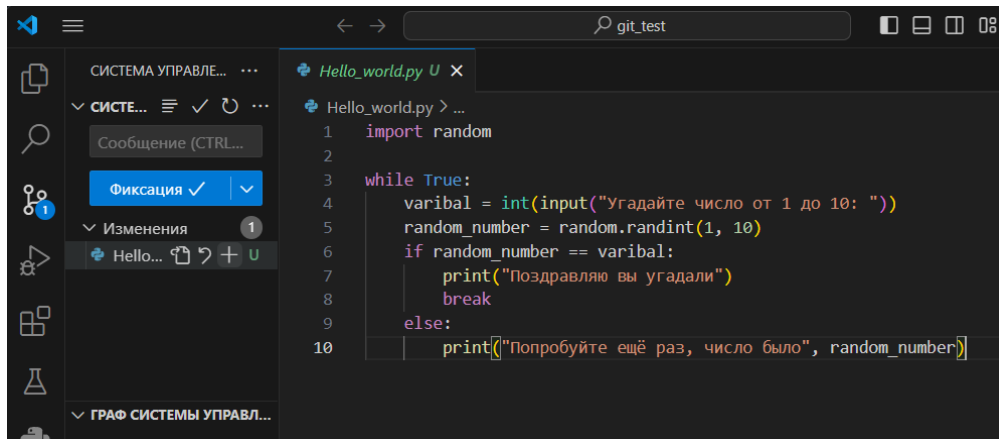 git_test
СИСТЕМА УПРАВЛЕ... ···
Hello_world.py U
СИСТЕ... ···
Hello_world.py > ...
Сообщение (CTRL...
Фиксация
Изменения 1
Hello... U
1
ГРАФ СИСТЕМЫ УПРАВЛ...
1 import random
2
3 while True:
4 varibal = int(input("Угадайте число от 1 до 10: "))
5 random_number = random.randint(1, 10)
6 if random_number == varibal:
7 print("Поздравляю вы угадали")
8 break
9 else:
10 print("Попробуйте ещё раз, число было", random_number)